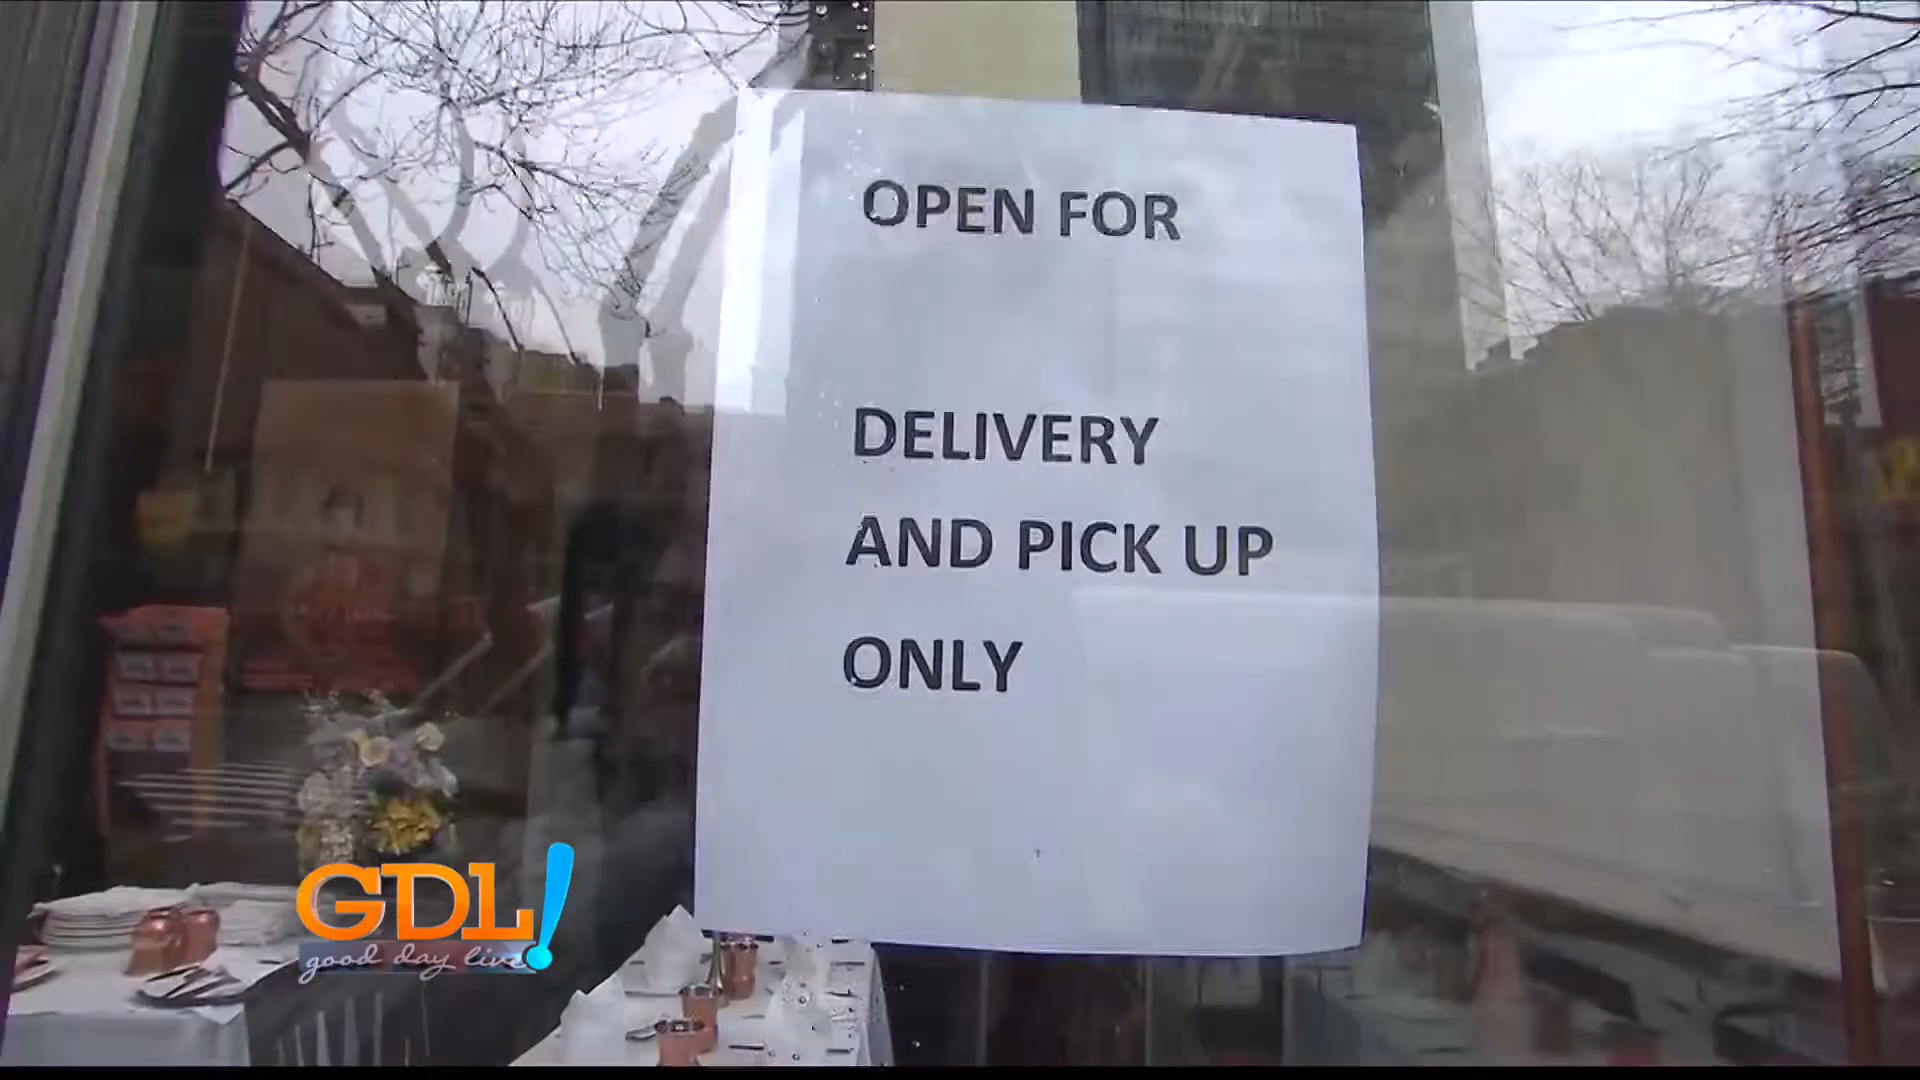 OPEN FOR
DELIVERY
AND PICK UP
ONLY
GDL!
good day live